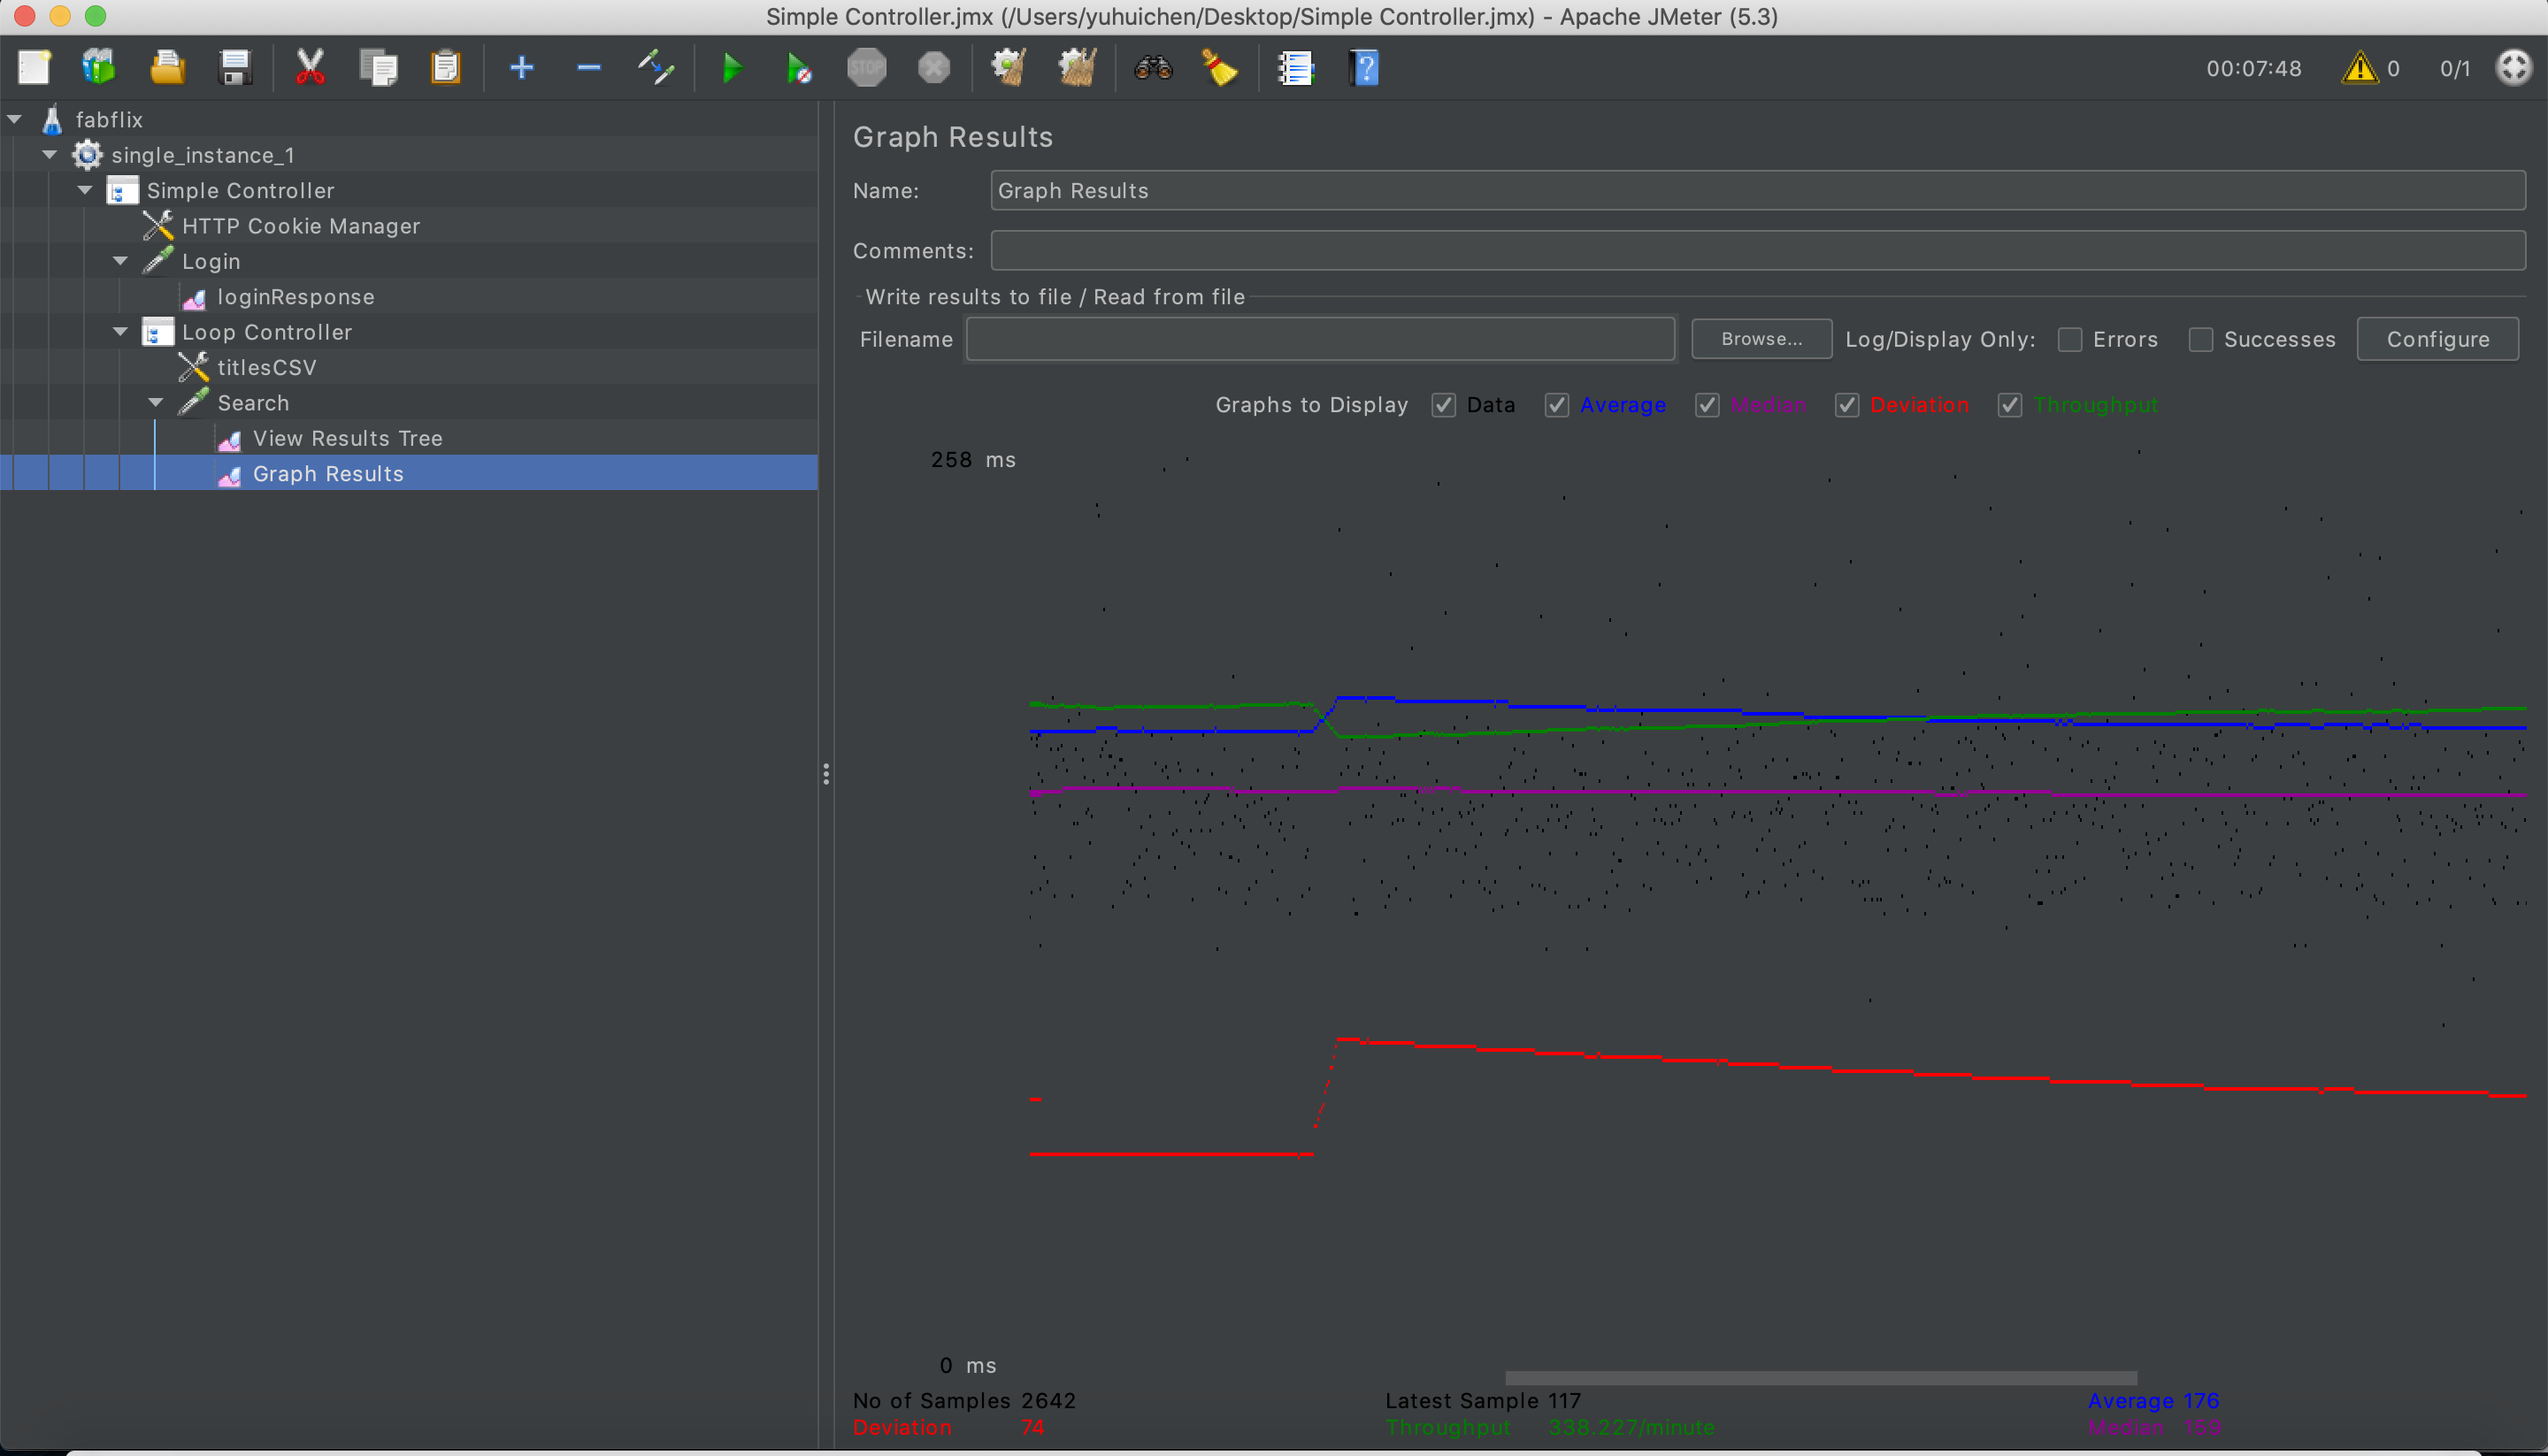 Simple Controller.jmx (/Users/yuhuichen/Desktop/Simple Controller.jmx) - Apache JMeter (5.3)
STOP
00:07:48
0
0/1
fabflix
single_instance_1
Simple Controller
HTTP Cookie Manager
Login
loginResponse
Loop Controller
titlesCSV
Search
View Results Tree
Graph Results
Graph Results
Name: Graph Results
Comments:
Write results to file / Read from file
Filename Browse... Log/Display Only: Errors Successes Configure
Graphs to Display Data Average Median Deviation Throughput
258 ms
0 ms
No of Samples 2642 Latest Sample 117 Average 176
Deviation 74 Throughput 338.227/minute Median 159